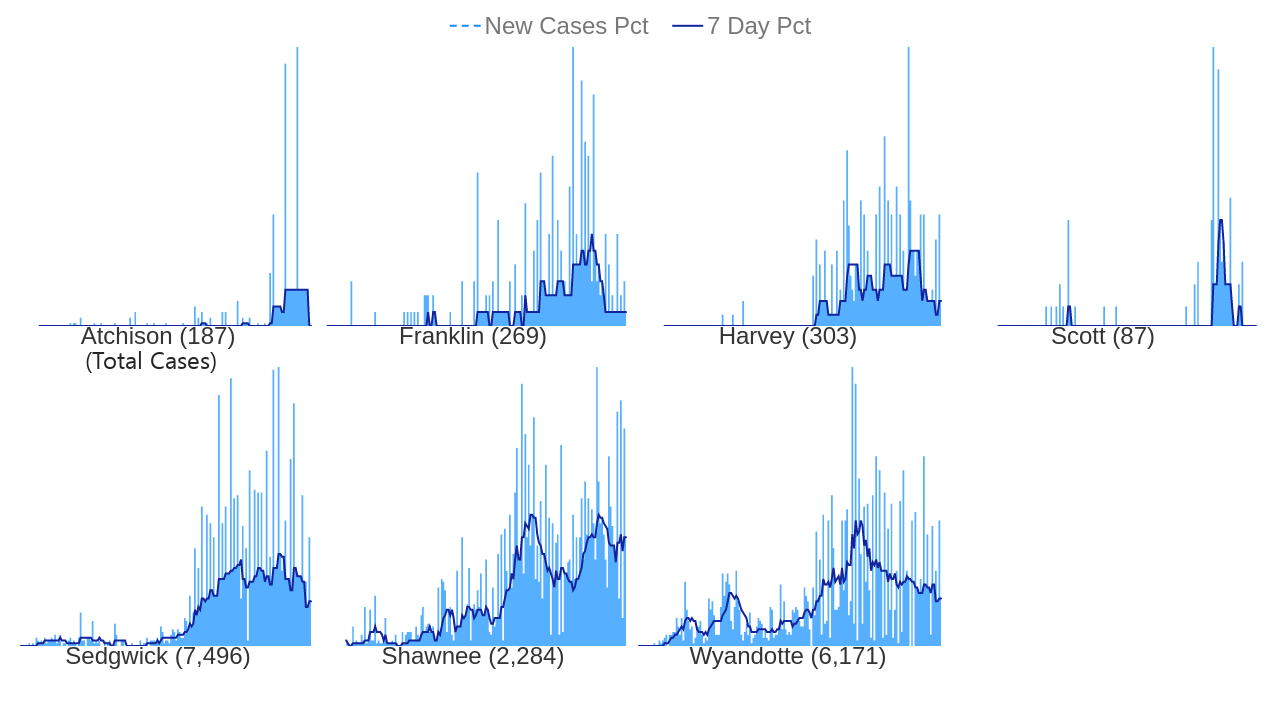 New Cases Pct 7 Day Pct
Atchison (187) Franklin (269) Harvey (303) Scott (87)
(Total Cases)
Sedgwick (7,496) Shawnee (2,284) Wyandotte (6,171)